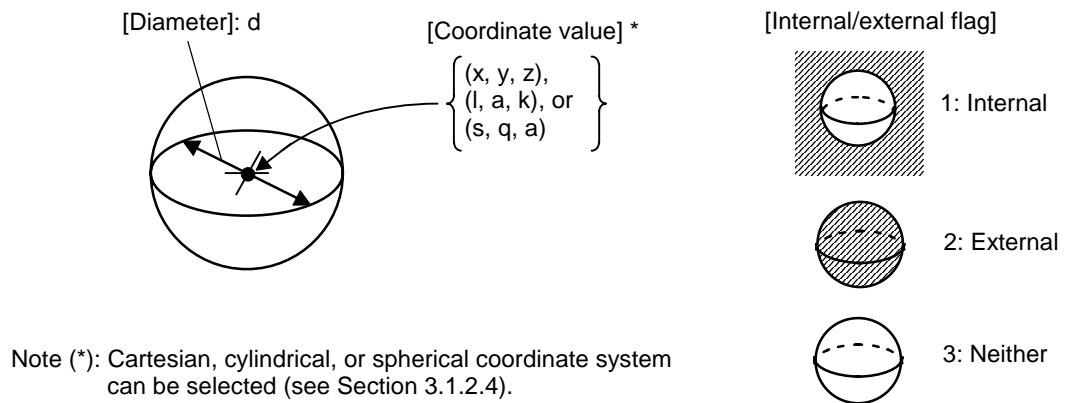 [Diameter]: d
[Coordinate value] *
(x, y, z),
(l, a, k), or
(s, q, a)
[Internal/external flag]
1: Internal
2: External
3: Neither
Note (*): Cartesian, cylindrical, or spherical coordinate system
can be selected (see Section 3.1.2.4).